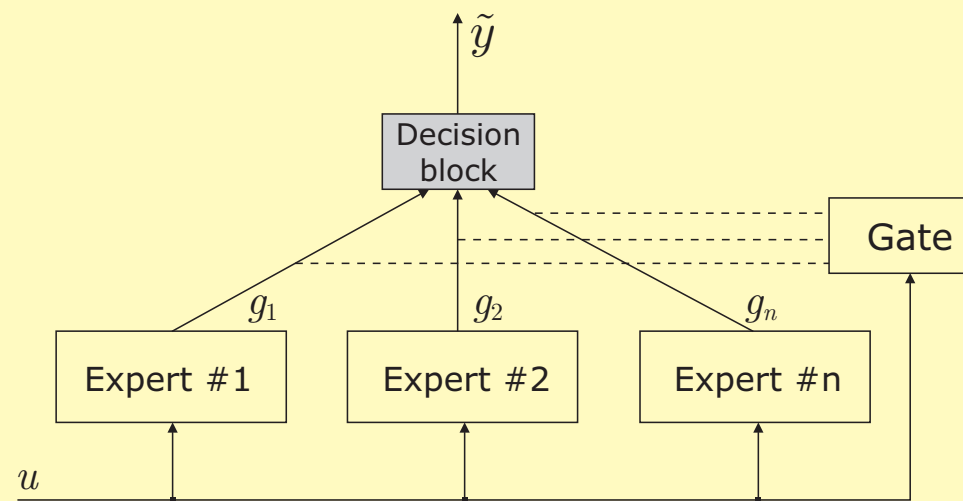 ỹ
Decision
block
Gate
g₁
g₂
gₙ
Expert #1
Expert #2
Expert #n
u